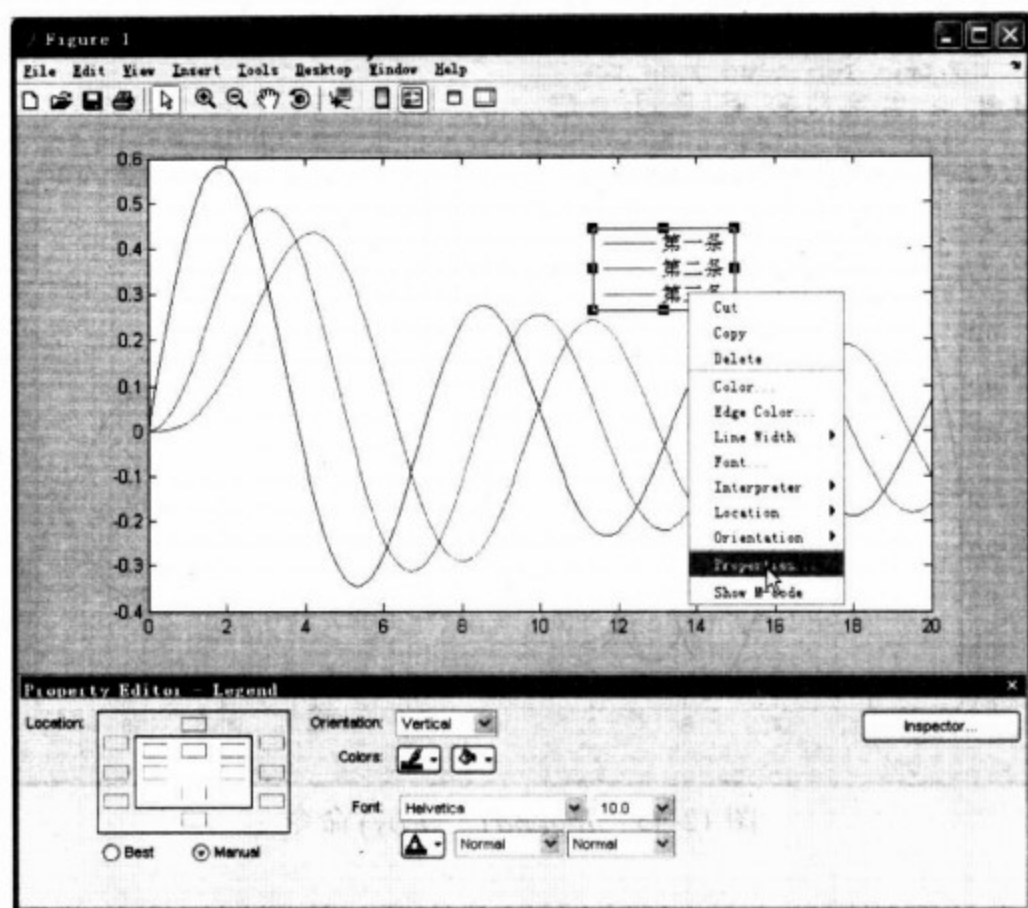 Figure 1
File Edit View Insert Tools Desktop Window Help
0.6
0.5
0.4
0.3
0.2
0.1
0
-0.1
-0.2
-0.3
-0.4
0 2 4 6 8 10 12 14 16 18 20
第一条
第二条
第三条
Cut
Copy
Delete
Color...
Edge Color...
Line Width
Font...
Interpreter
Location
Orientation
Properties...
Show M-Code
Property Editor - Legend
Location:
Orientation: Vertical
Inspector...
Colors:
Font: Helvetica 10.0
Normal Normal
Best Manual